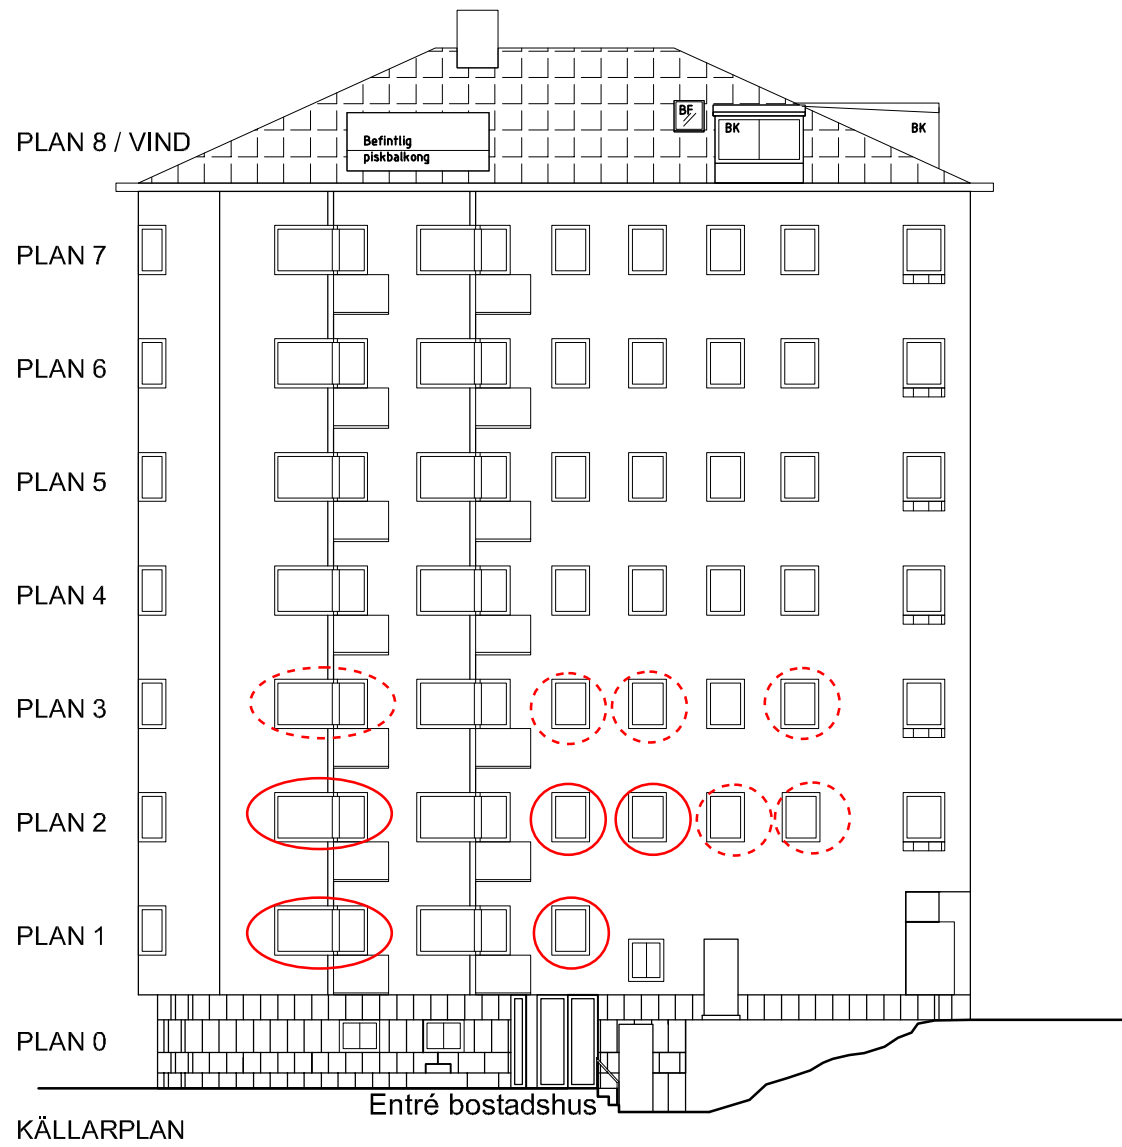 BF
BK
BK
PLAN 8 / VIND
Befintlig
piskbalkong
PLAN 7
PLAN 6
PLAN 5
PLAN 4
PLAN 3
PLAN 2
PLAN 1
PLAN 0
Entré bostadshus
KÄLLARPLAN